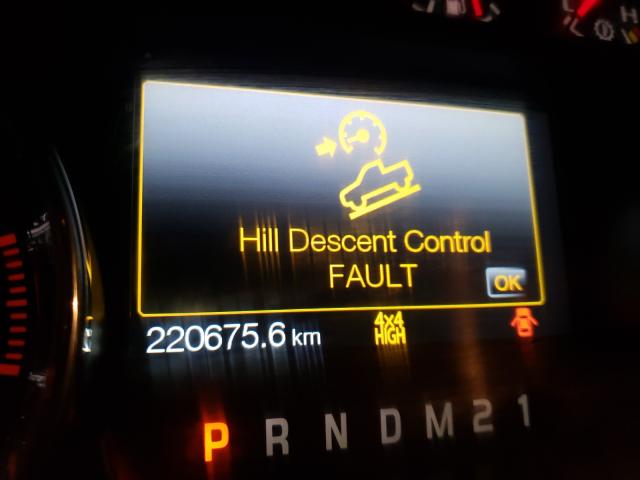 H
Hill Descent Control
FAULT
OK
220675.6 km
4x4
HIGH
P R N D M 2 1